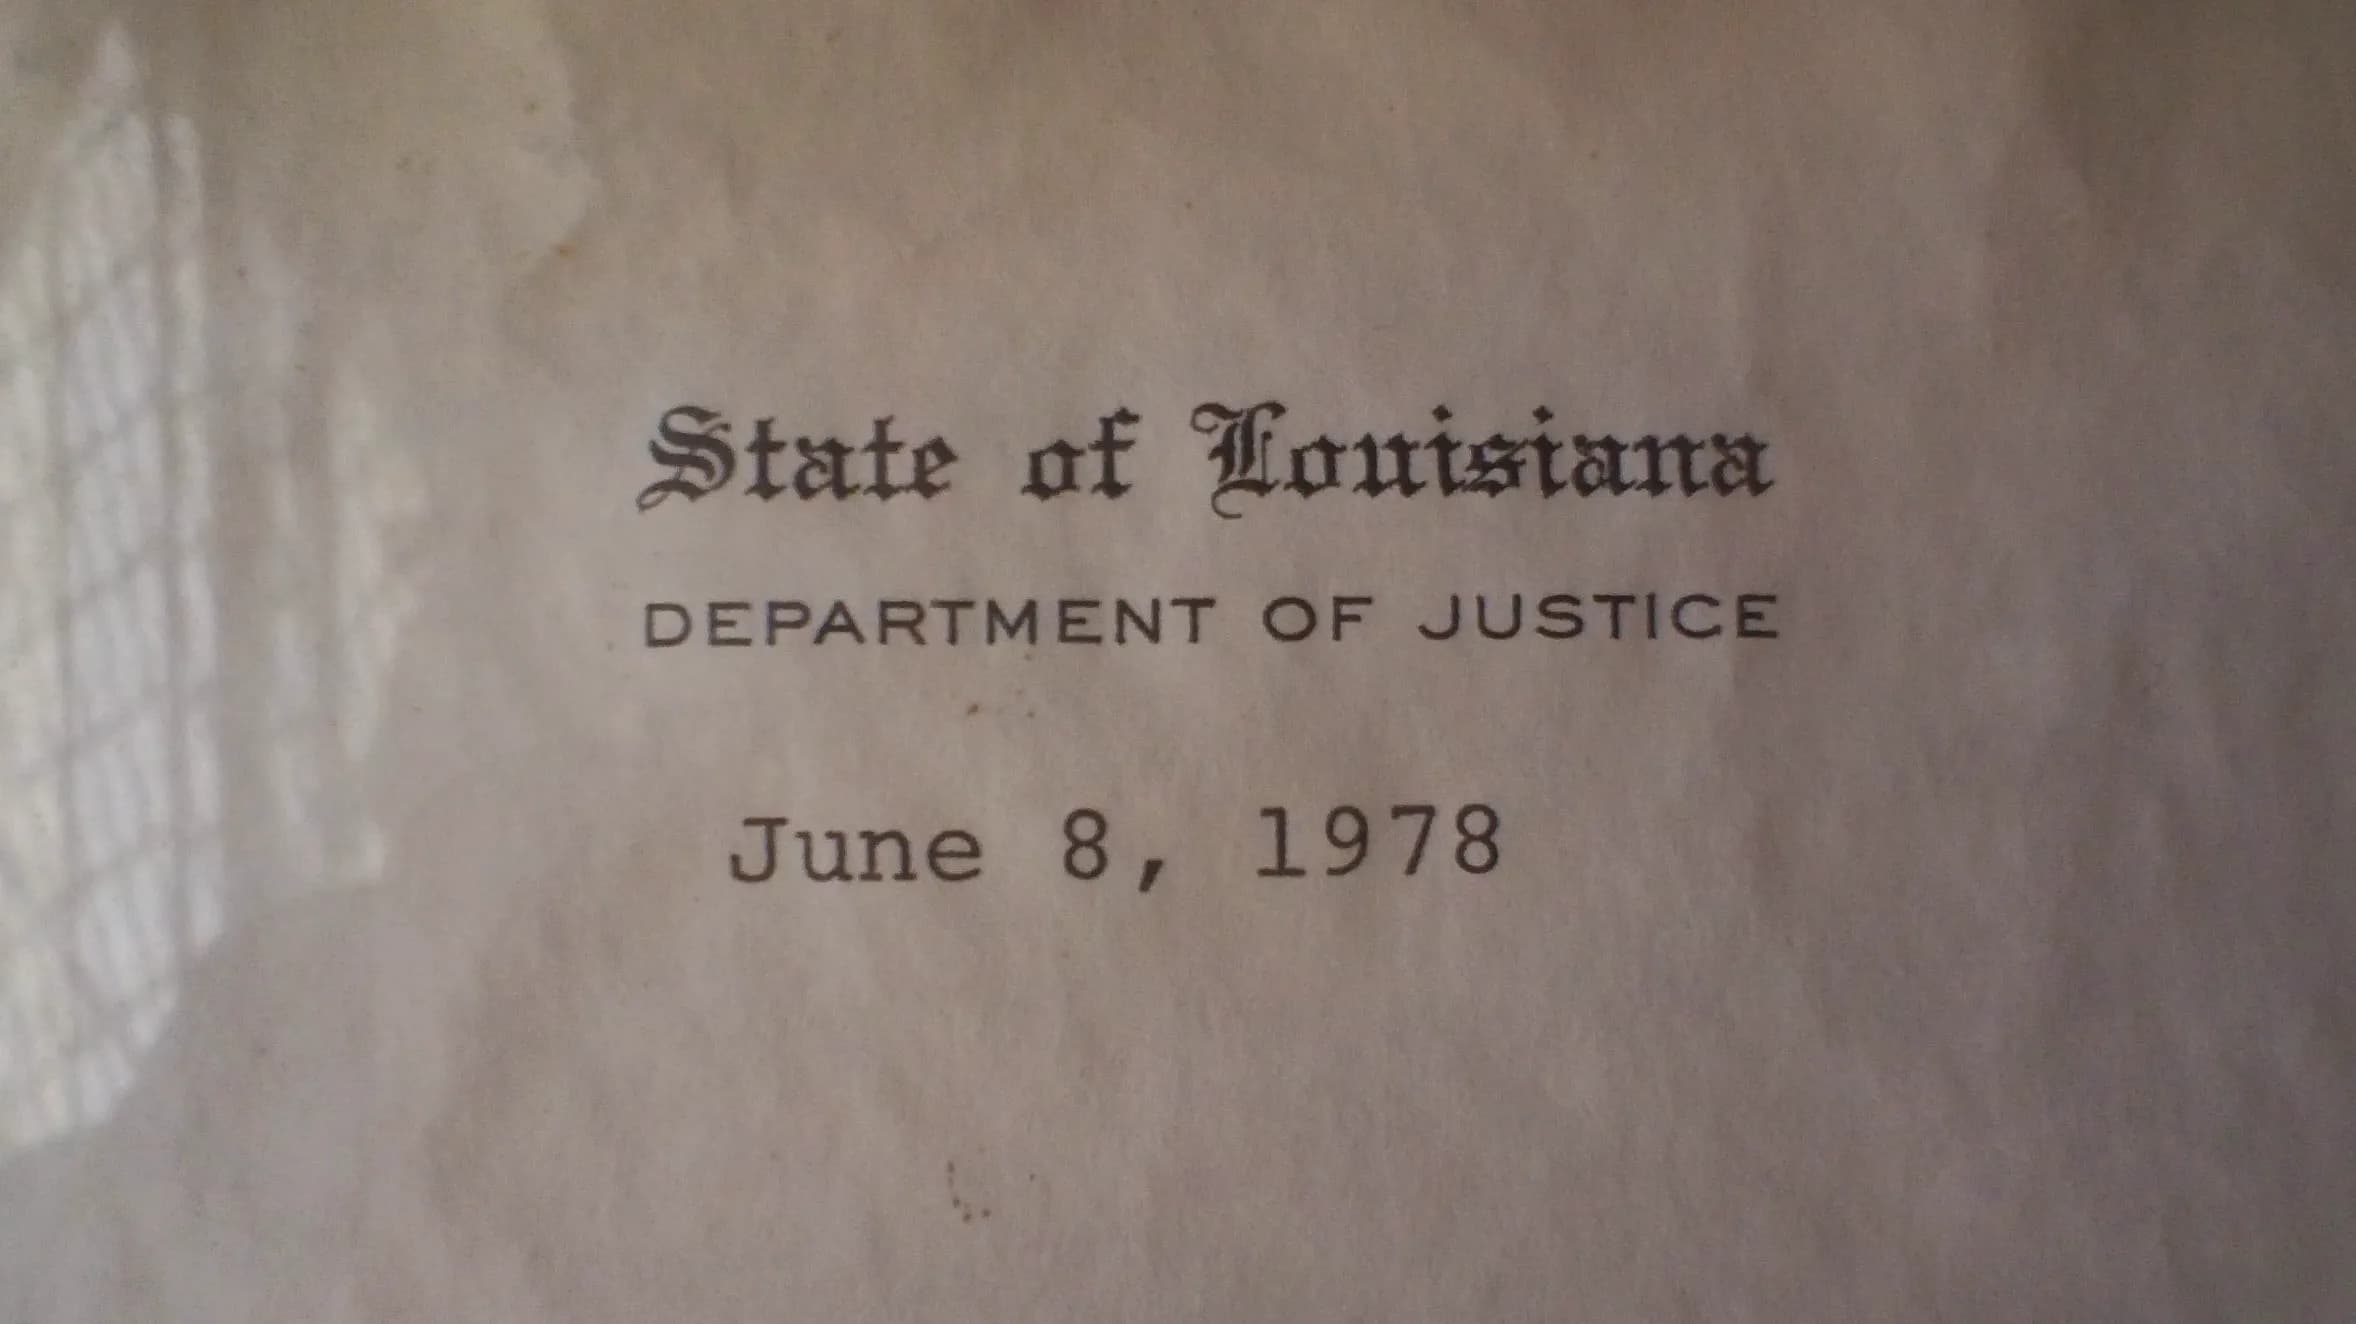 State of Louisiana
DEPARTMENT OF JUSTICE
June 8, 1978